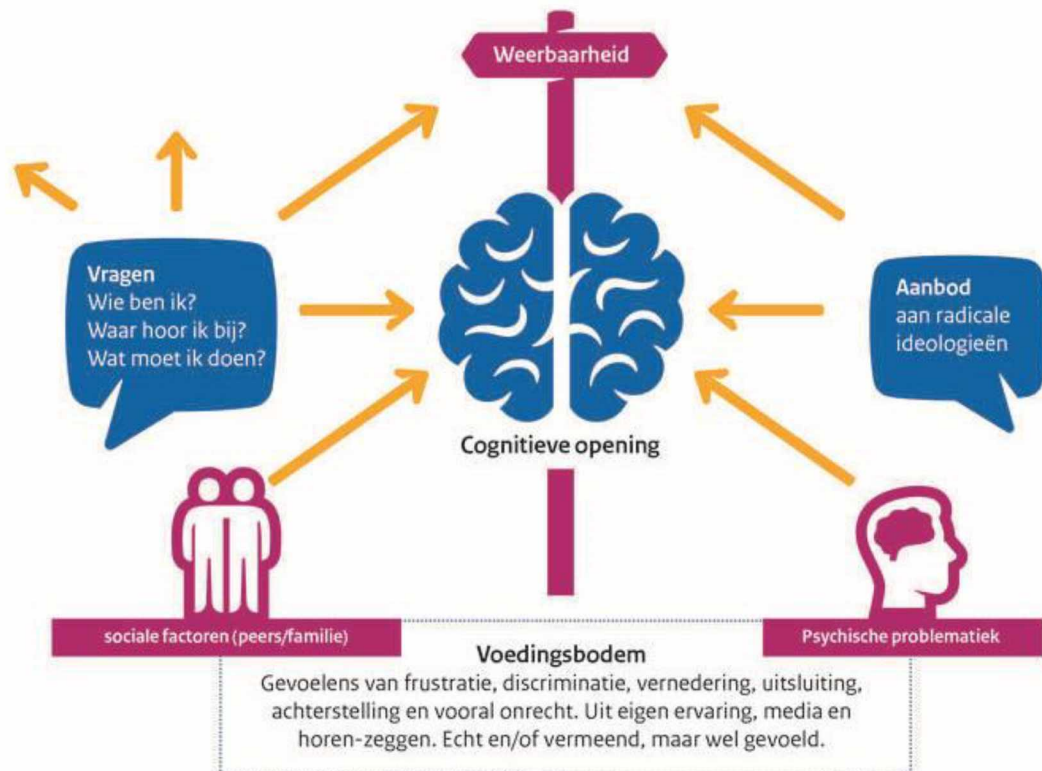 Weerbaarheid
Vragen
Wie ben ik?
Waar hoor ik bij?
Wat moet ik doen?
Aanbod
aan radicale
ideologieën
Cognitieve opening
sociale factoren (peers/familie)
Psychische problematiek
Voedingsbodem
Gevoelens van frustratie, discriminatie, vernedering, uitsluiting,
achterstelling en vooral onrecht. Uit eigen ervaring, media en
horen-zeggen. Echt en/of vermeend, maar wel gevoeld.